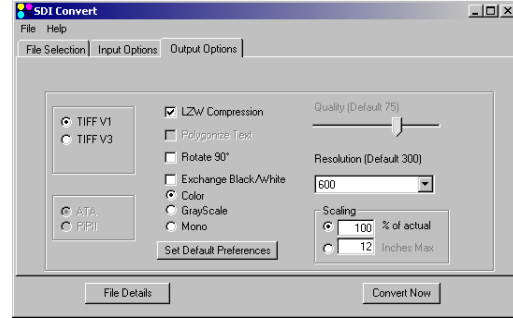 SDI Convert
File Help
File Selection Input Options Output Options
TIFF V1
TIFF V3
ATA
PIPII
LZW Compression
Polygonize Text
Rotate 90°
Exchange Black/White
Color
GrayScale
Mono
Set Default Preferences
Quality (Default 75)
Resolution (Default 300)
600
Scaling
100 % of actual
12 Inches Max
File Details
Convert Now